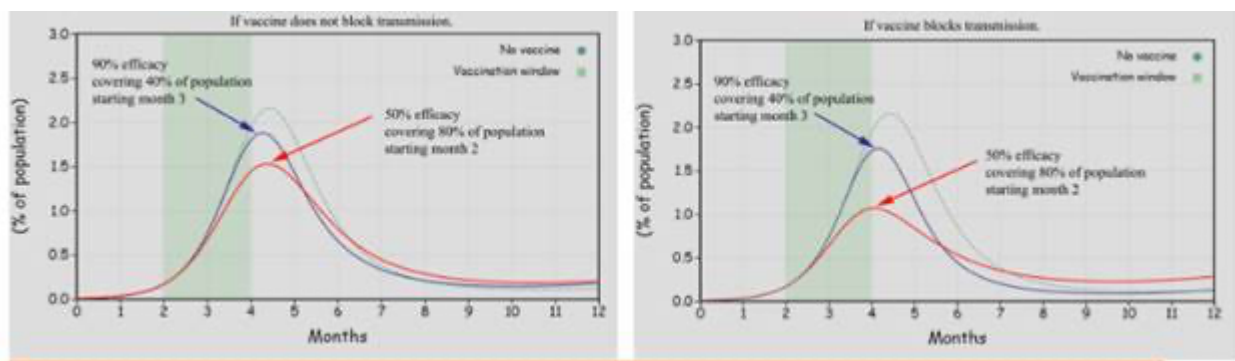 If vaccine does not block transmission.
3.0
2.5
2.0
1.5
1.0
0.5
0.0
(% of population)
No vaccine
Vaccination window
90% efficacy
covering 40% of population
starting month 3
50% efficacy
covering 80% of population
starting month 2
0 1 2 3 4 5 6 7 8 9 10 11 12
Months
If vaccine blocks transmission.
3.0
2.5
2.0
1.5
1.0
0.5
0.0
(% of population)
No vaccine
Vaccination window
90% efficacy
covering 40% of population
starting month 3
50% efficacy
covering 80% of population
starting month 2
0 1 2 3 4 5 6 7 8 9 10 11 12
Months